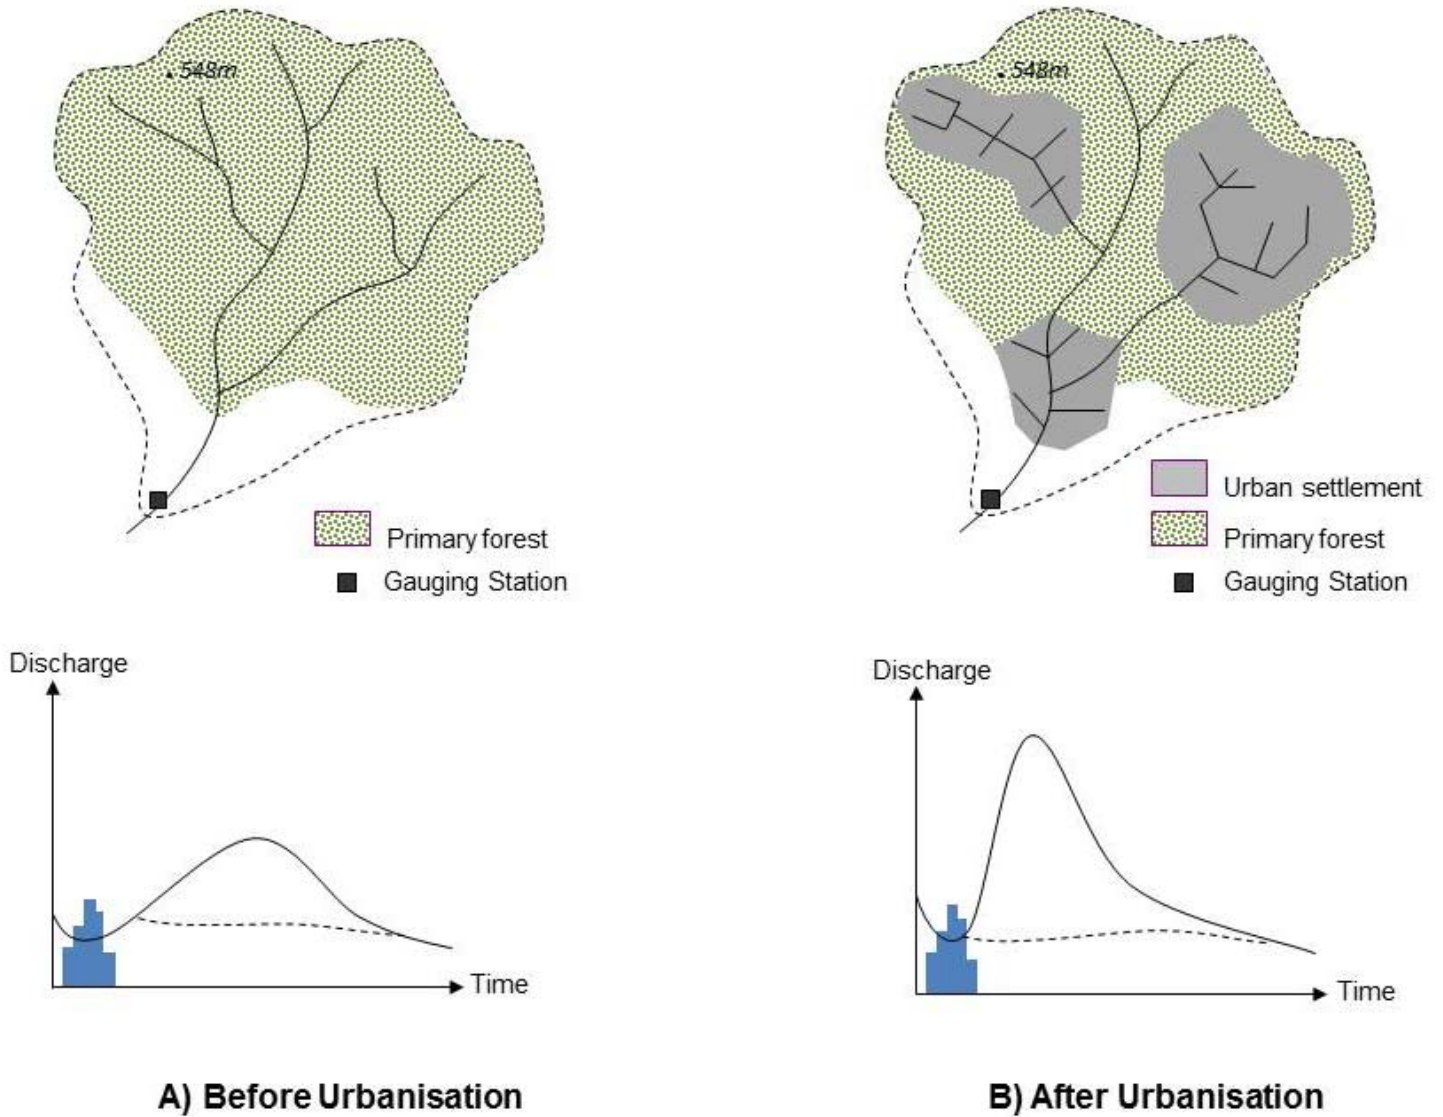 548m
Primary forest
Gauging Station
548m
Urban settlement
Primary forest
Gauging Station
Discharge
Time
Discharge
Time
A) Before Urbanisation
B) After Urbanisation